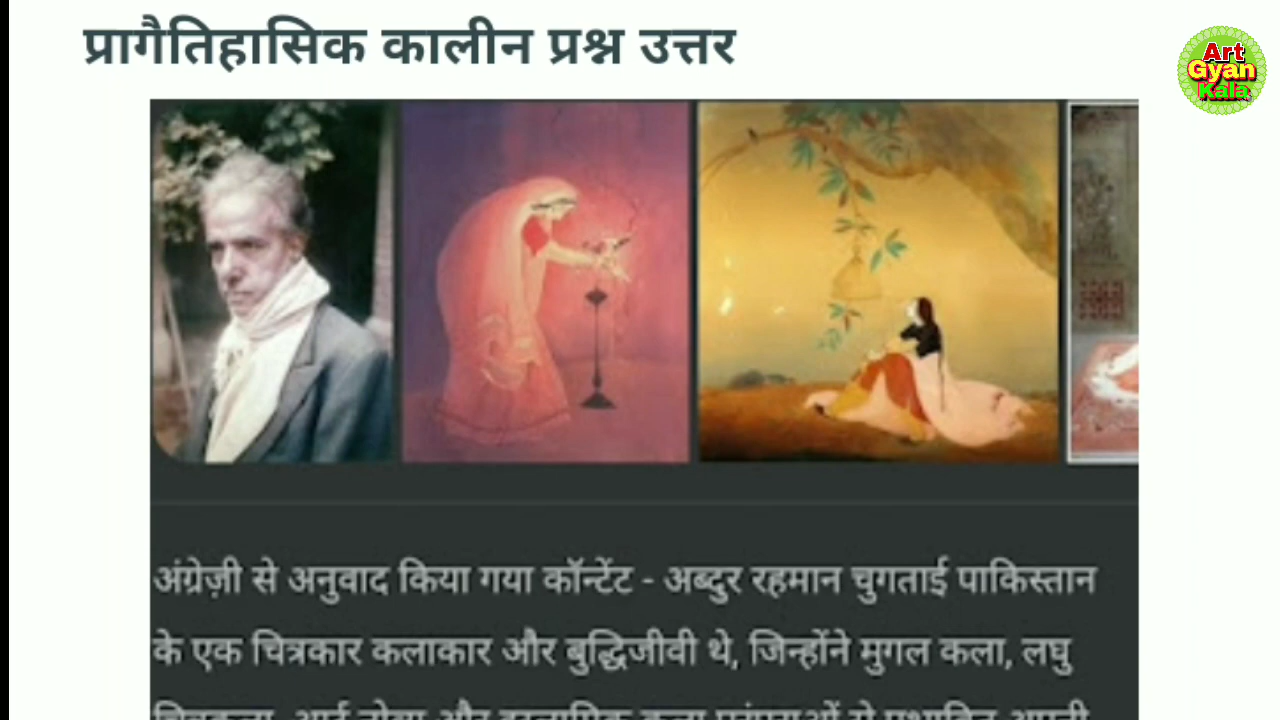 प्रागैतिहासिक कालीन प्रश्न उत्तर
Art
Gyan
Kala
अंग्रेज़ी से अनुवाद किया गया कॉन्टेंट - अब्दुर रहमान चुगताई पाकिस्तान
के एक चित्रकार कलाकार और बुद्धिजीवी थे, जिन्होंने मुगल कला, लघु